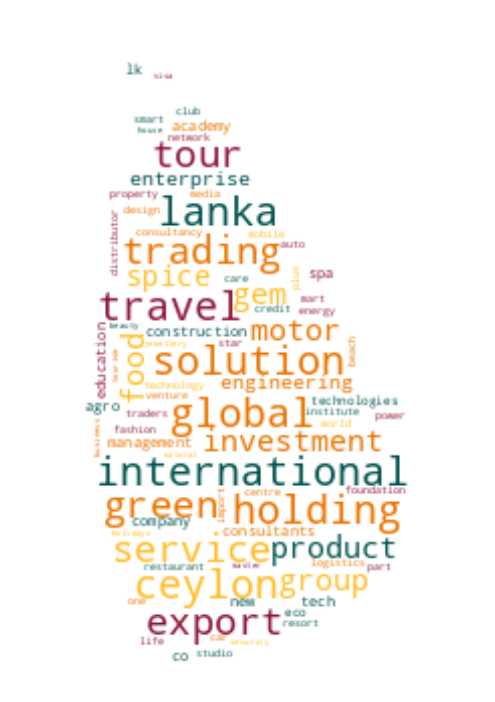 lk visa
club
smart academy
house
network
tour
enterprise
property media
lanka
design
distributor
consultancy mobile
trading auto
spice care plus spa
gem
travel credit mart
energy
beauty construction motor
education
food jewellery star beach
tourism solution
technology engineering
venture
agro global technologies
traders institute power
business fashion world
management investment
natural
international
import centre foundation
green holding
company
holidays consultants
service product
restaurant logistics part
ceylon group
one new tech
export eco
resort
life car security
co studio